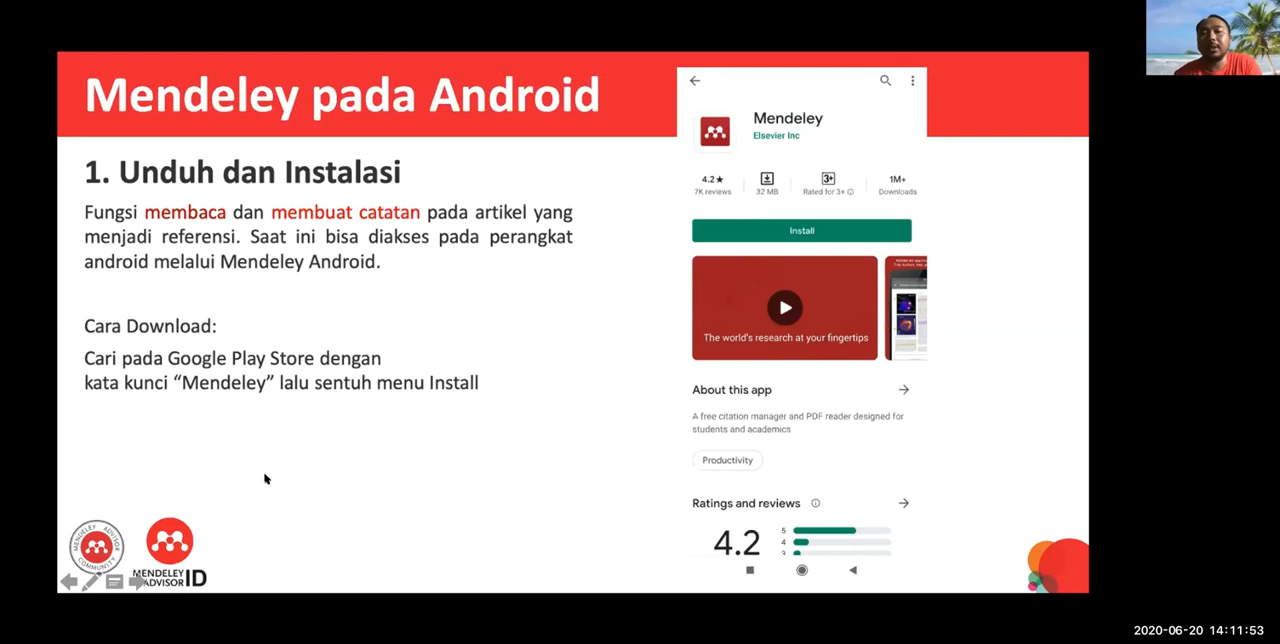 Mendeley pada Android
1. Unduh dan Instalasi
Fungsi membaca dan membuat catatan pada artikel yang
menjadi referensi. Saat ini bisa diakses pada perangkat
android melalui Mendeley Android.
Cara Download:
Cari pada Google Play Store dengan
kata kunci “Mendeley” lalu sentuh menu Install
MENDELEY ADVISOR COMMUNITY
MENDELEY
ADVISOR ID
Mendeley
Elsevier Inc
4.2★
7K reviews
32 MB
3+
Rated for 3+
1M+
Downloads
Install
The world's research at your fingertips
About this app
A free citation manager and PDF reader designed for
students and academics
Productivity
Ratings and reviews
4.2
5
4
3
2020-06-20 14:11:53